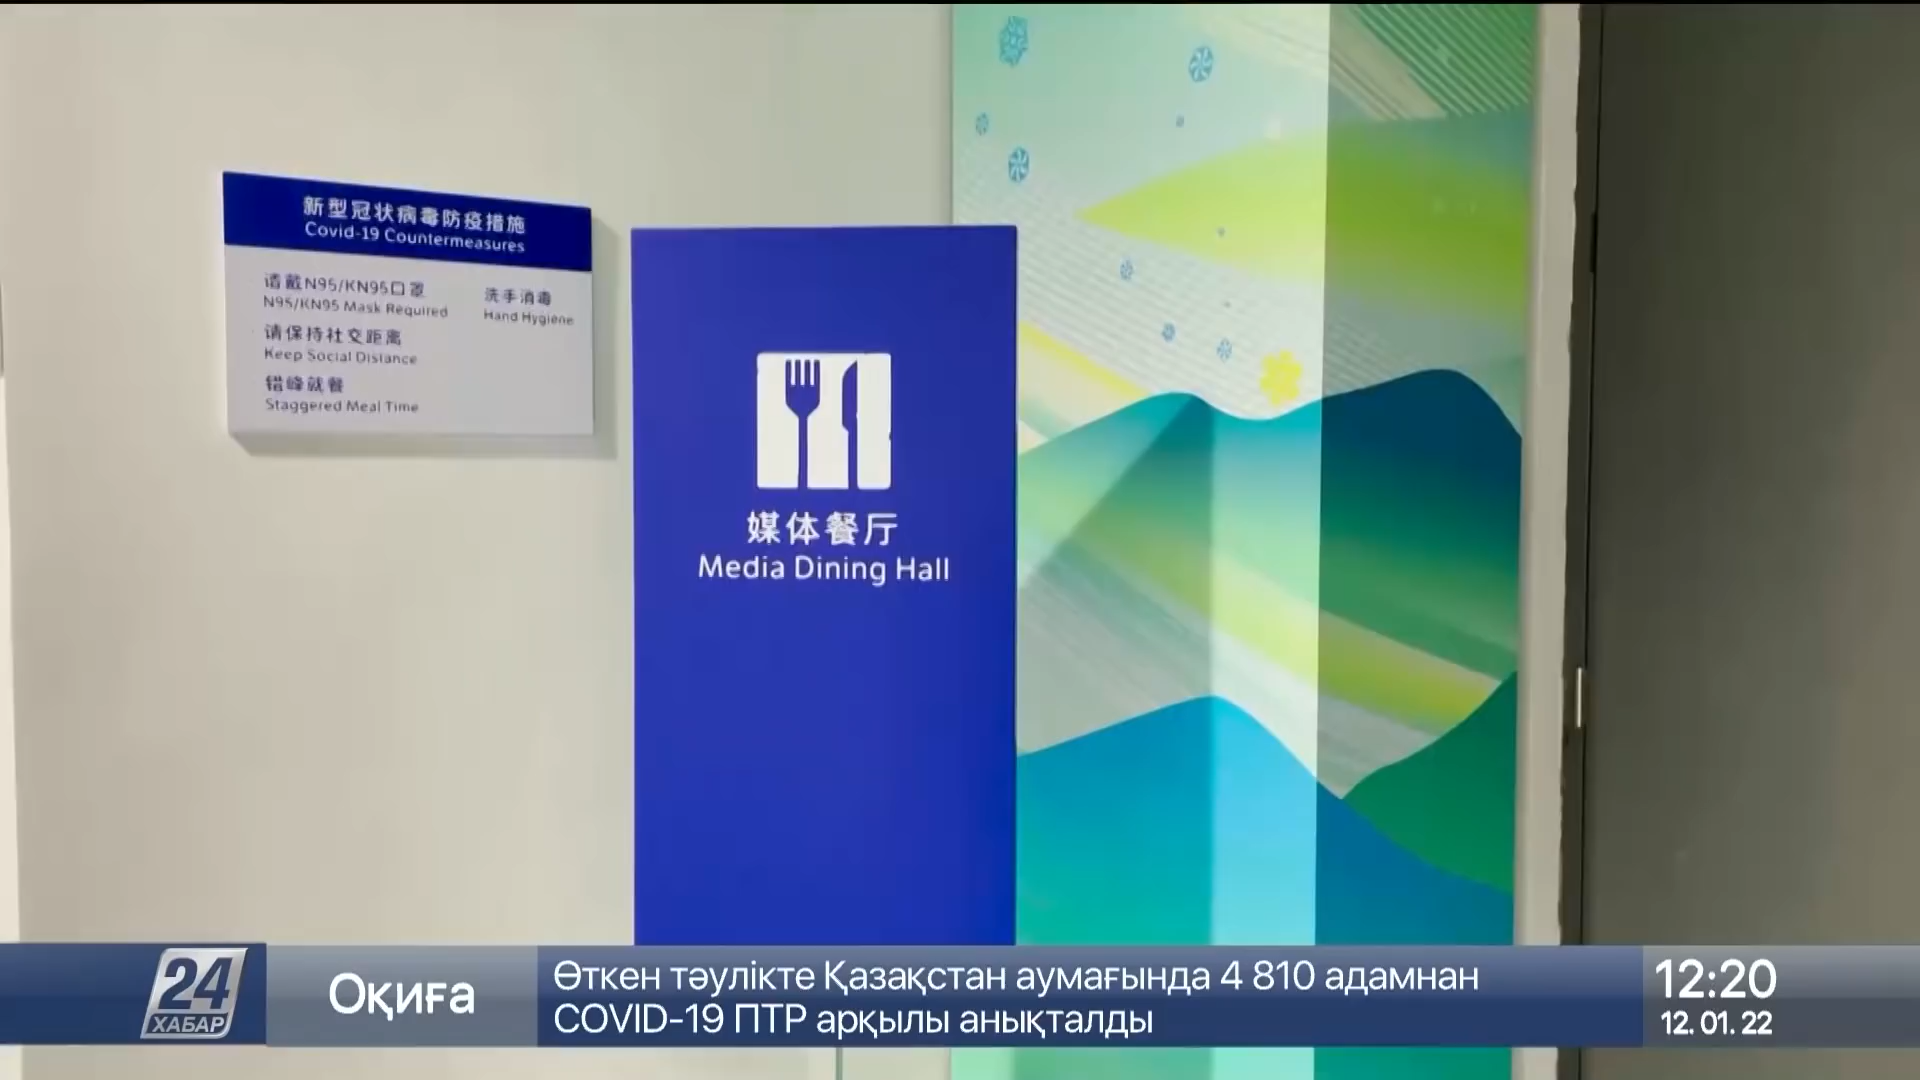 新型冠状病毒防疫措施
Covid-19 Countermeasures
请戴N95/KN95口罩
N95/KN95 Mask Required
洗手消毒
Hand Hygiene
请保持社交距离
Keep Social Distance
错峰就餐
Staggered Meal Time
媒体餐厅
Media Dining Hall
24
ХАБАР
Оқиға
Өткен тәулікте Қазақстан аумағында 4 810 адамнан
COVID-19 ПТР арқылы анықталды
12:20
12. 01. 22